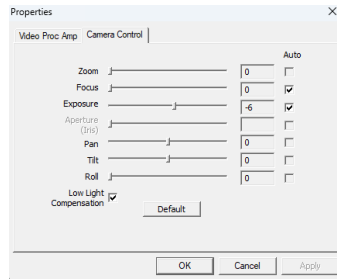 Properties
Video Proc Amp
Camera Control
Auto
Zoom 0
Focus 0
Exposure -6
Aperture
(Iris)
Pan 0
Tilt 0
Roll 0
Low Light
Compensation
Default
OK Cancel Apply